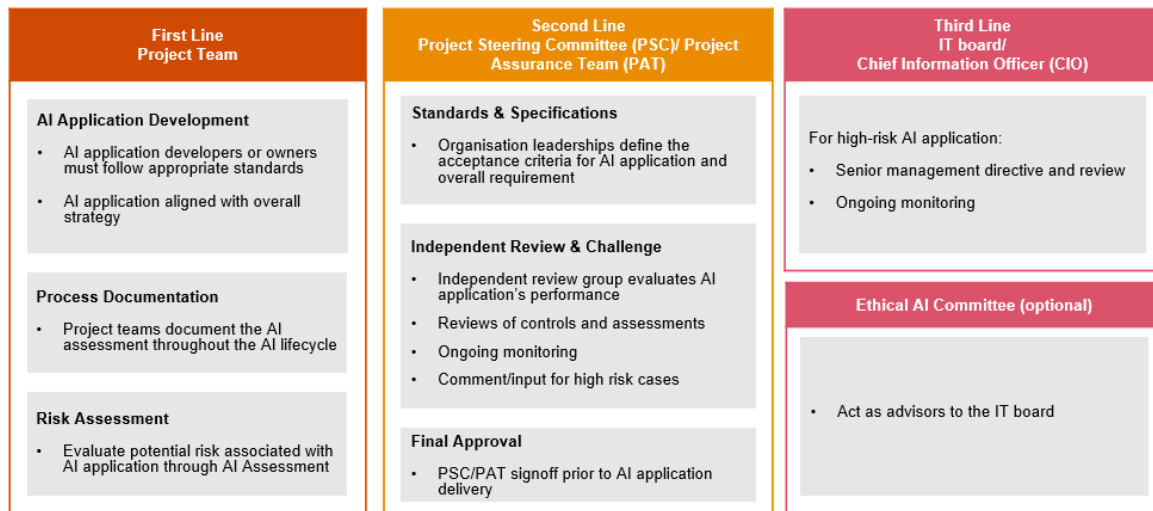 First Line
Project Team
AI Application Development
• AI application developers or owners
must follow appropriate standards
• AI application aligned with overall
strategy
Process Documentation
• Project teams document the AI
assessment throughout the AI lifecycle
Risk Assessment
• Evaluate potential risk associated with
AI application through AI Assessment
Second Line
Project Steering Committee (PSC)/ Project
Assurance Team (PAT)
Standards & Specifications
• Organisation leaderships define the
acceptance criteria for AI application and
overall requirement
Independent Review & Challenge
• Independent review group evaluates AI
application's performance
• Reviews of controls and assessments
• Ongoing monitoring
• Comment/input for high risk cases
Final Approval
• PSC/PAT signoff prior to AI application
delivery
Third Line
IT board/
Chief Information Officer (CIO)
For high-risk AI application:
• Senior management directive and review
• Ongoing monitoring
Ethical AI Committee (optional)
• Act as advisors to the IT board